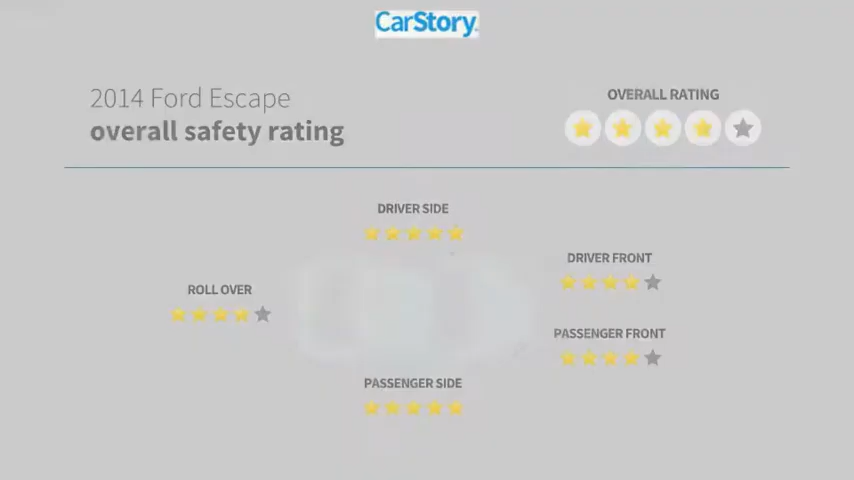 CarStory
2014 Ford Escape
overall safety rating
OVERALL RATING
DRIVER SIDE
DRIVER FRONT
ROLL OVER
PASSENGER FRONT
PASSENGER SIDE